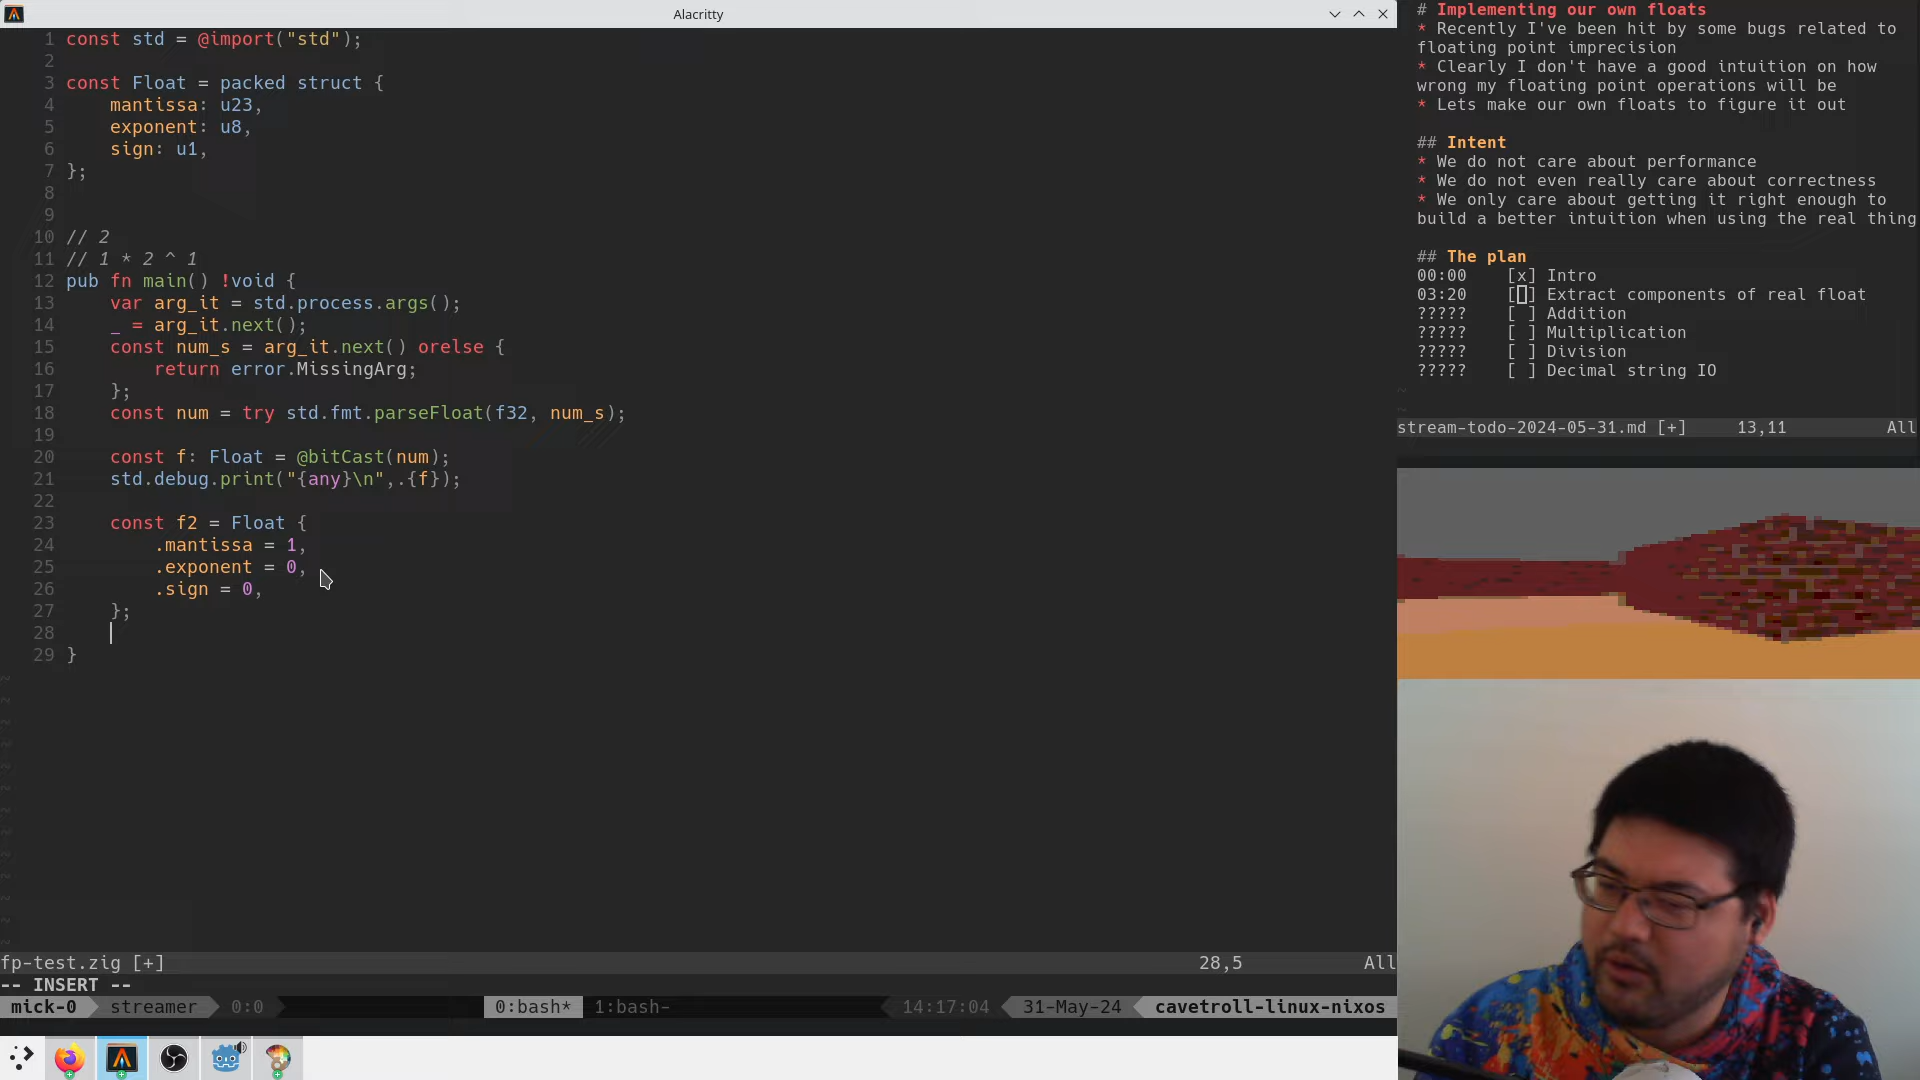 Alacritty
1 const std = @import("std");
2
3 const Float = packed struct {
4     mantissa: u23,
5     exponent: u8,
6     sign: u1,
7 };
8
9
10 // 2
11 // 1 * 2 ^ 1
12 pub fn main() !void {
13     var arg_it = std.process.args();
14     _ = arg_it.next();
15     const num_s = arg_it.next() orelse {
16         return error.MissingArg;
17     };
18     const num = try std.fmt.parseFloat(f32, num_s);
19
20     const f: Float = @bitCast(num);
21     std.debug.print("{any}\n",.{f});
22
23     const f2 = Float {
24         .mantissa = 1,
25         .exponent = 0,
26         .sign = 0,
27     };
28
29 }
fp-test.zig [+] 28,5 All
-- INSERT --
mick-0 streamer 0:0 0:bash* 1:bash- 14:17:04 31-May-24 cavetroll-linux-nixos
# Implementing our own floats
* Recently I've been hit by some bugs related to
floating point imprecision
* Clearly I don't have a good intuition on how
wrong my floating point operations will be
* Lets make our own floats to figure it out
## Intent
* We do not care about performance
* We do not even really care about correctness
* We only care about getting it right enough to
build a better intuition when using the real thing
## The plan
00:00 [x] Intro
03:20 [ ] Extract components of real float
????? [ ] Addition
????? [ ] Multiplication
????? [ ] Division
????? [ ] Decimal string IO
stream-todo-2024-05-31.md [+] 13,11 All